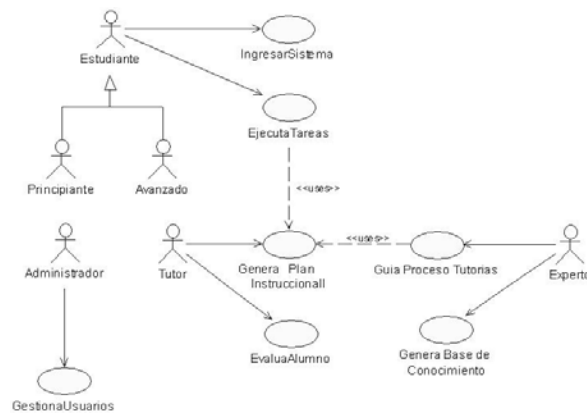 Estudiante
IngresarSistema
EjecutaTareas
Principiante
Avanzado
<<uses>>
<<uses>>
Administrador
Tutor
Genera Plan
Instruccionall
Guia Proceso Tutorias
Experto
EvaluaAlumno
Genera Base de
Conocimiento
GestionaUsuarios